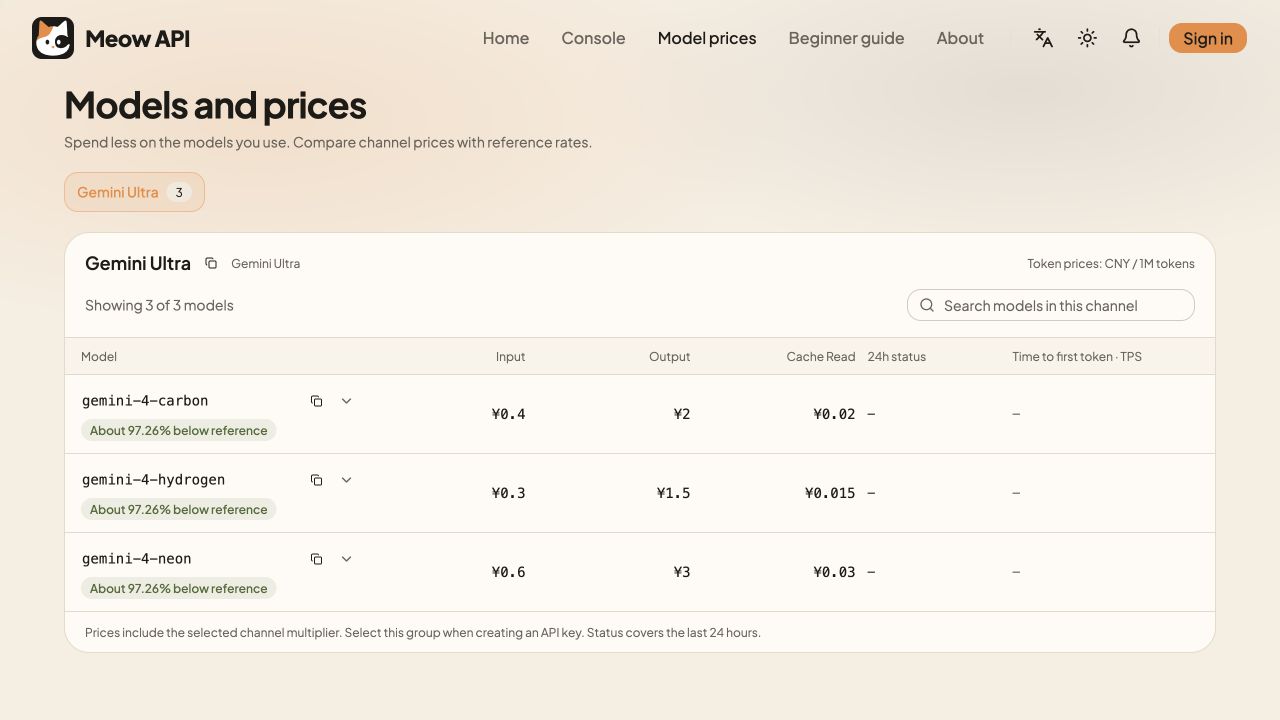 Meow API
Home Console Model prices Beginner guide About Sign in
Models and prices
Spend less on the models you use. Compare channel prices with reference rates.
Gemini Ultra 3
Gemini Ultra Gemini Ultra Token prices: CNY / 1M tokens
Showing 3 of 3 models Search models in this channel
Model Input Output Cache Read 24h status Time to first token · TPS
gemini-4-carbon
About 97.26% below reference
¥0.4 ¥2 ¥0.02 – –
gemini-4-hydrogen
About 97.26% below reference
¥0.3 ¥1.5 ¥0.015 – –
gemini-4-neon
About 97.26% below reference
¥0.6 ¥3 ¥0.03 – –
Prices include the selected channel multiplier. Select this group when creating an API key. Status covers the last 24 hours.